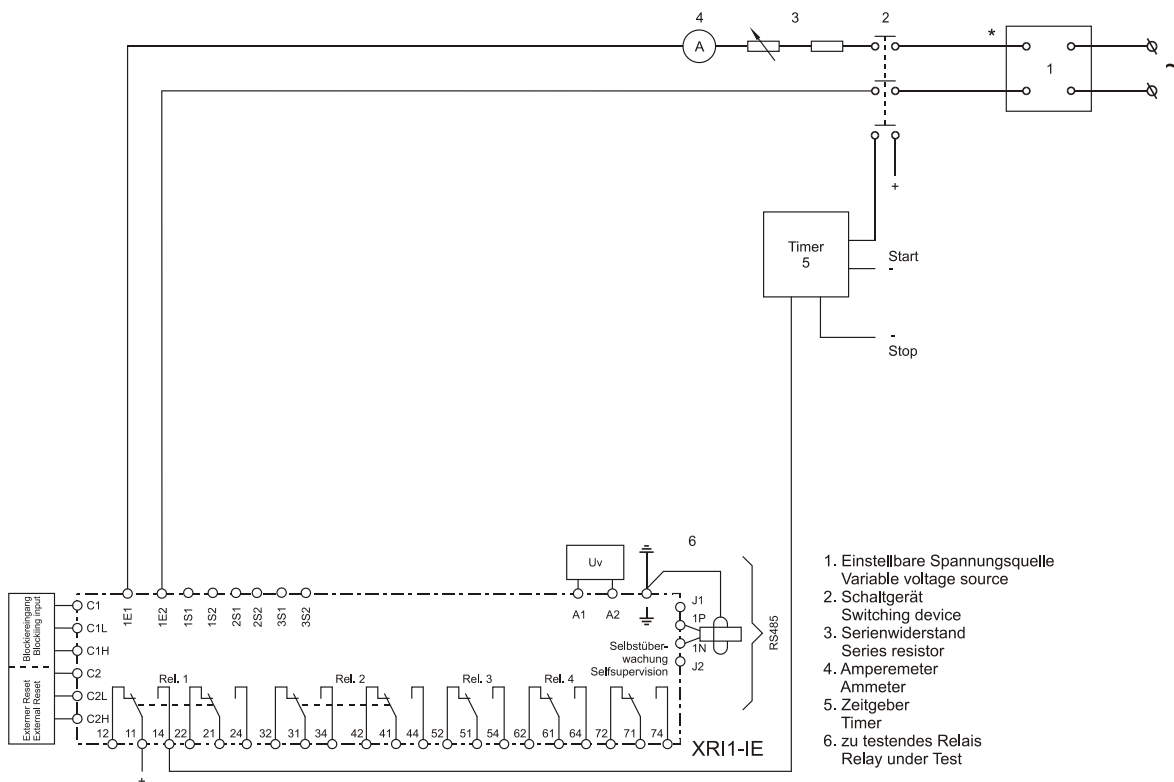 4 3 2
A
*
1
+
Timer
5
Start
-
-
Stop
6
Uv
1. Einstellbare Spannungsquelle
Variable voltage source
2. Schaltgerät
Switching device
3. Serienwiderstand
Series resistor
4. Amperemeter
Ammeter
5. Zeitgeber
Timer
6. zu testendes Relais
Relay under Test
Blockiereingang
Blocking input
Externer Reset
External Reset
C1
C1L
C1H
C2
C2L
C2H
1E1 1E2 1S1 1S2 2S1 2S2 3S1 3S2
A1 A2
J1
1P
1N
J2
RS485
Selbstüber-
wachung
Selfsupervision
Rel. 1 Rel. 2 Rel. 3 Rel. 4
12 11 14 22 21 24 32 31 34 42 41 44 52 51 54 62 61 64 72 71 74
+
XRI1-IE